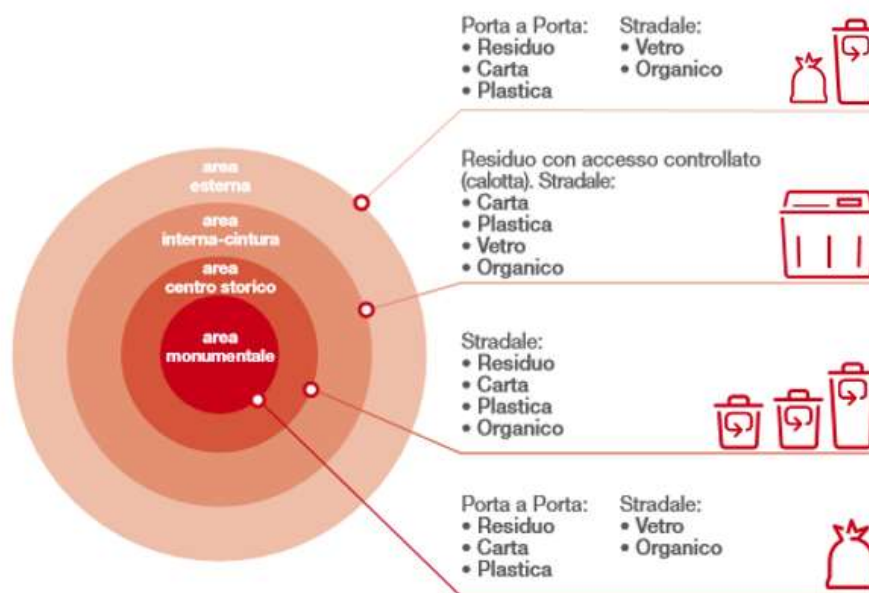 Porta a Porta:
• Residuo
• Carta
• Plastica
Stradale:
• Vetro
• Organico
Residuo con accesso controllato
(calotta). Stradale:
• Carta
• Plastica
• Vetro
• Organico
Stradale:
• Residuo
• Carta
• Plastica
• Organico
Porta a Porta:
• Residuo
• Carta
• Plastica
Stradale:
• Vetro
• Organico
area
esterna
area
interna-cintura
area
centro storico
area
monumentale